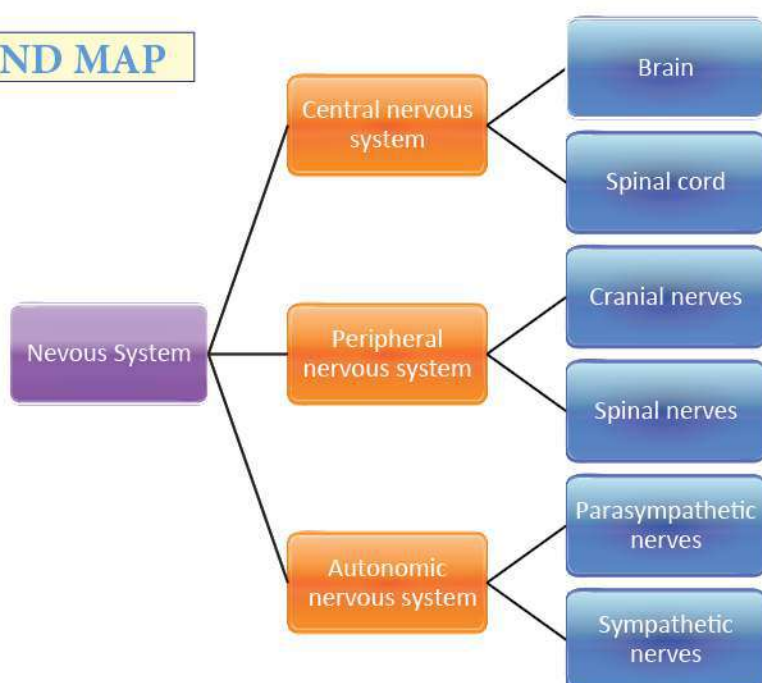 ND MAP
Nevous System
Central nervous
system
Brain
Spinal cord
Peripheral
nervous system
Cranial nerves
Spinal nerves
Autonomic
nervous system
Parasympathetic
nerves
Sympathetic
nerves